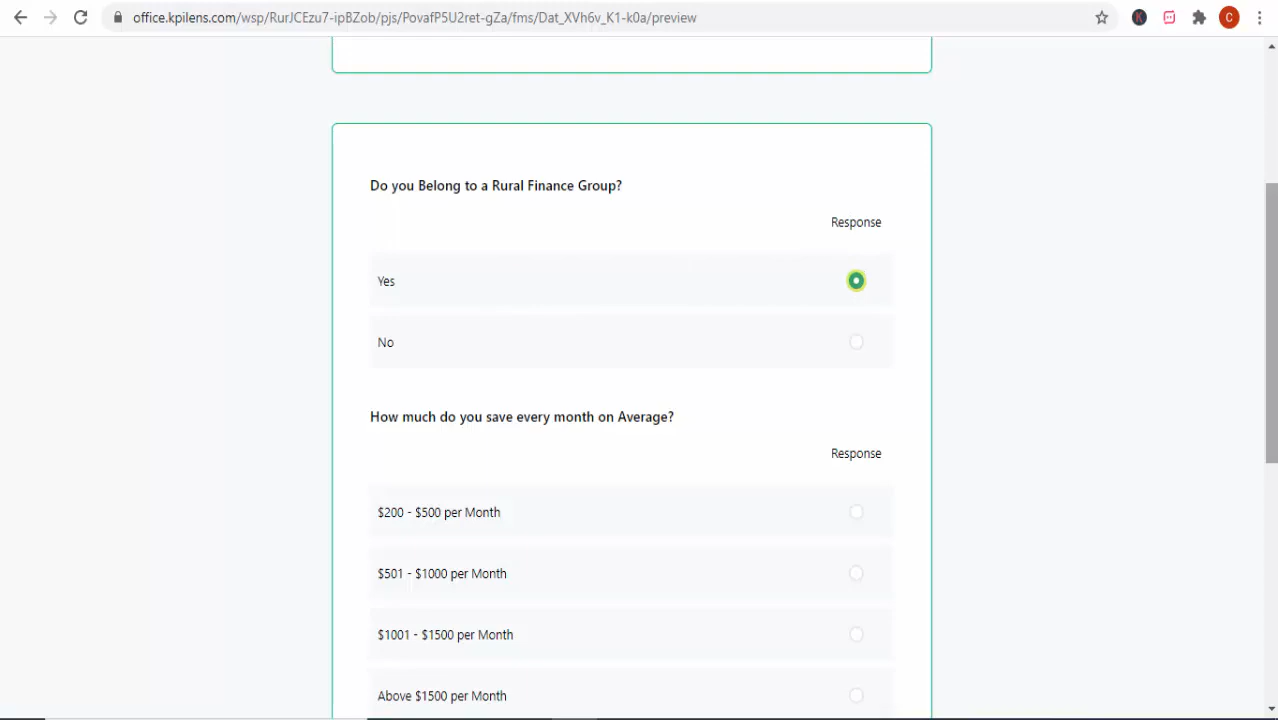 office.kpilens.com/wsp/RurJCEzu7-ipBZob/pjs/PovafP5U2ret-gZa/fms/Dat_XVh6v_K1-k0a/preview
K
C
Do you Belong to a Rural Finance Group?
Response
Yes
No
How much do you save every month on Average?
Response
$200 - $500 per Month
$501 - $1000 per Month
$1001 - $1500 per Month
Above $1500 per Month